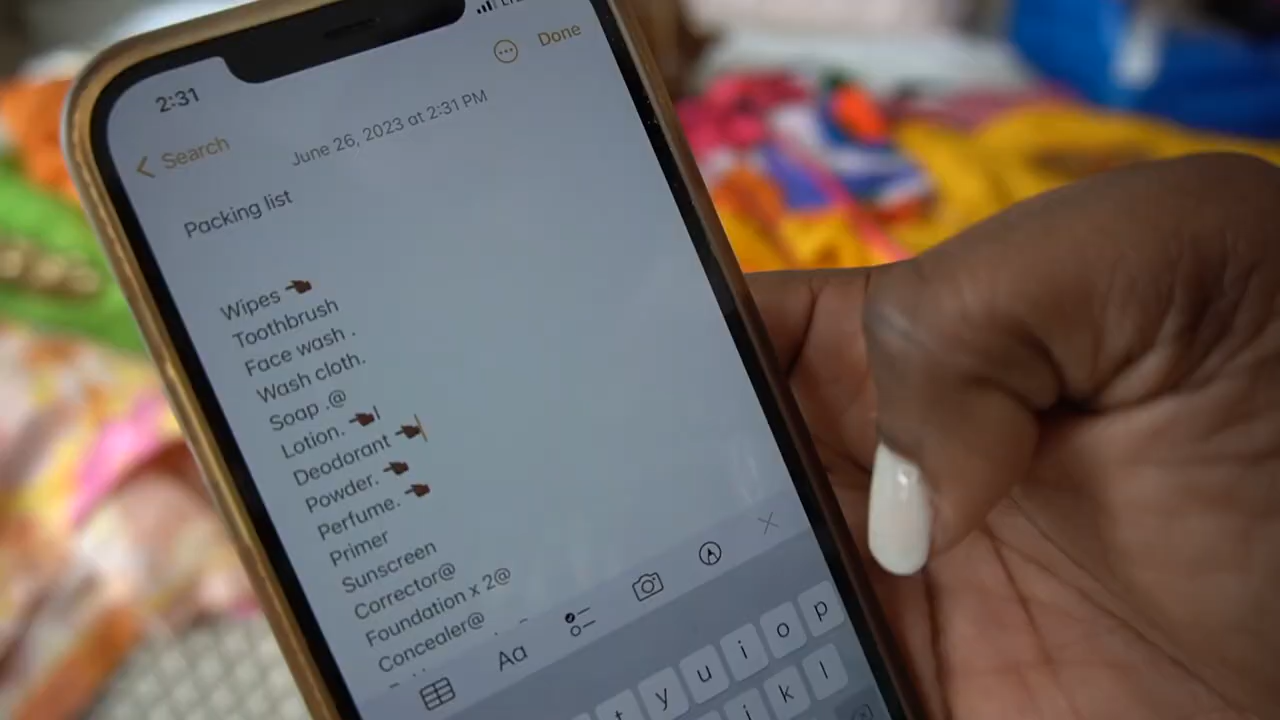 LTE
2:31
Done
Search
June 26, 2023 at 2:31 PM
Packing list
Wipes 👈🏿
Toothbrush
Face wash .
Wash cloth.
Soap .@
Lotion. 👈🏿l
Deodorant 👈🏿
Powder. 👈🏿
Perfume. 👈🏿
Primer
Sunscreen
Corrector@
Foundation x 2@
Concealer@
Aa
y u i o p
j k l